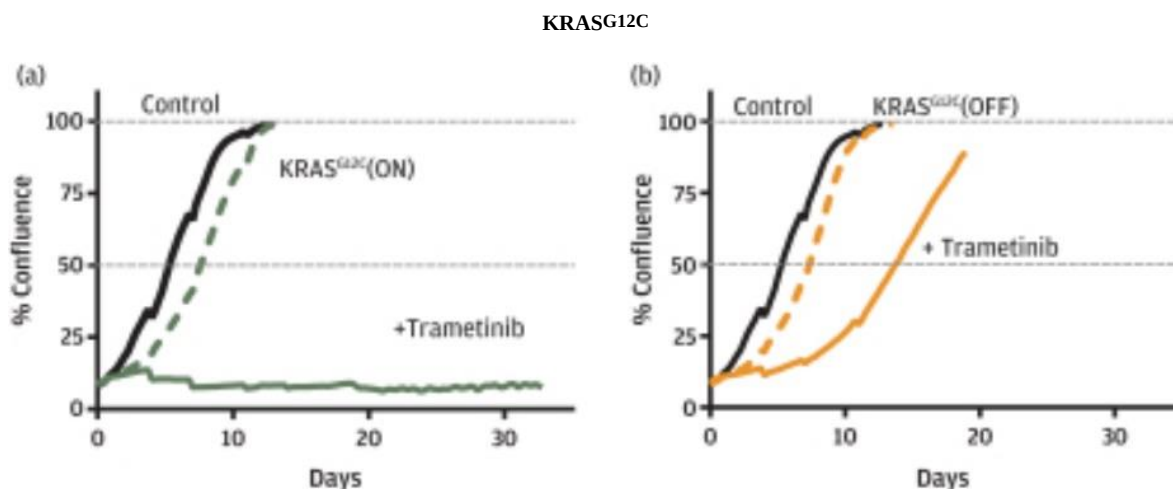 KRASG12C
(a)
Control
KRASG12C(ON)
+Trametinib
% Confluence
100
75
50
25
0
0 10 20 30
Days
(b)
Control KRASG12C(OFF)
+ Trametinib
% Confluence
100
75
50
25
0
0 10 20 30
Days